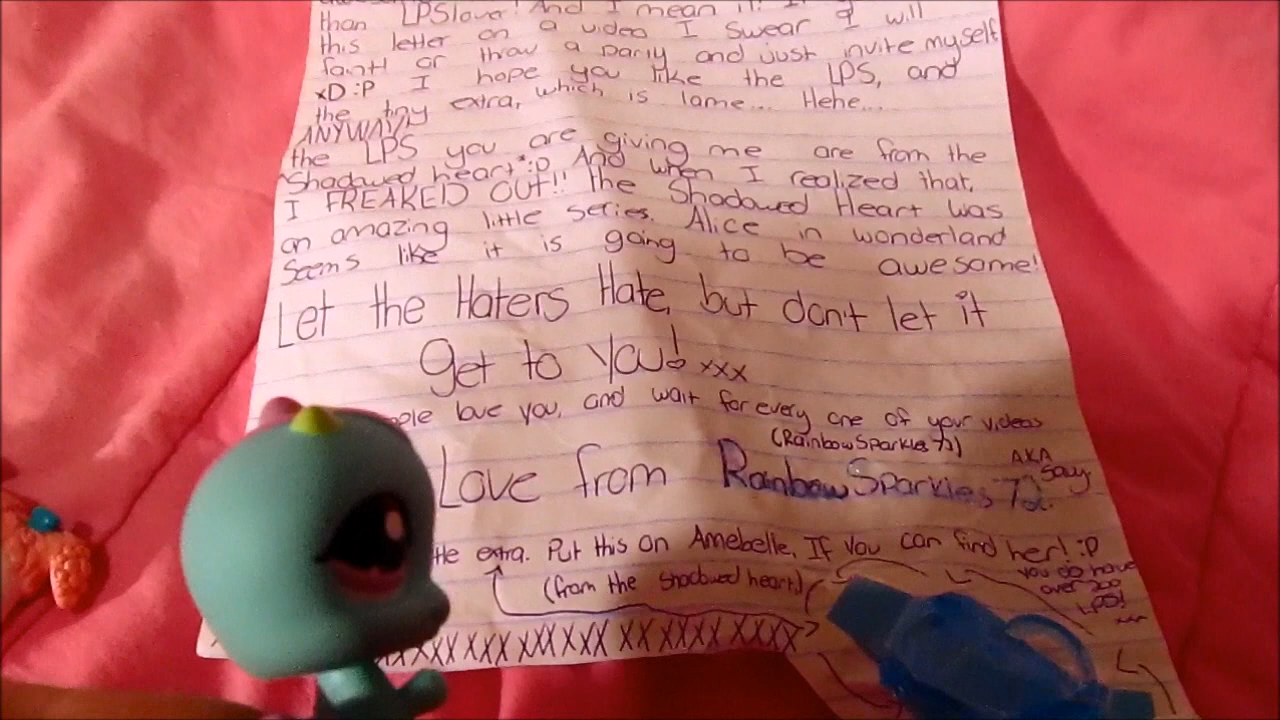 than LPSlover! And I mean it!
this letter on a video I swear I will
faint! or throw a party and just invite myself
xD :P I hope you like the LPS, and
the tiny extra, which is lame... Hehe...
ANYWAY,
the LPS you are giving me are from the
"Shadowed heart" :D And when I realized that,
I FREAKED OUT!! The Shadowed Heart was
an amazing little series. Alice in wonderland
Seems like it is going to be awesome!
Let the Haters Hate, but don't let it
get to You! xxx
love you, and wait for every one of your videos
(RainbowSparkles 73)
Love from RainbowSparkles 72. AKA
extra. Put this on Amebelle, If you can find her! :P
(from the shadowed heart)
you do have
over 200
LPS!
XXXXXXXXXXXXXXXXXXXX